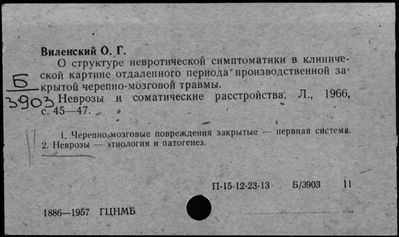 Виленский О. Г.
О структуре невротической симптоматики в клиниче-
ской картине отдаленного периода производственной за-
крытой черепно-мозговой травмы.
Б
3903
Неврозы и соматические расстройства. Л., 1966,
с. 45—47.
1. Черепно-мозговые повреждения закрытые — нервная система.
2. Неврозы — этнология и патогенез.
П-15-12-23-13 Б/3903 11
1886—1957 ГЦНМБ